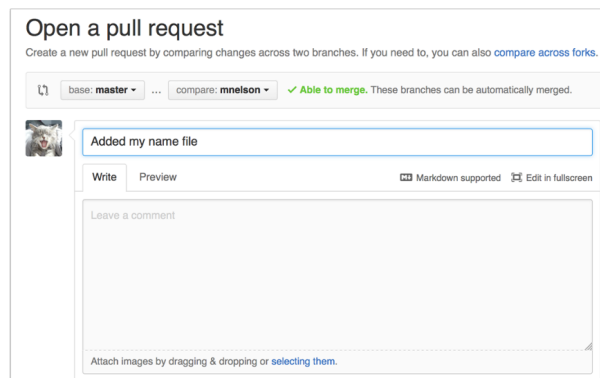 Open a pull request
Create a new pull request by comparing changes across two branches. If you need to, you can also compare across forks.
base: master ... compare: mnelson ✓ Able to merge. These branches can be automatically merged.
Added my name file
Write Preview Markdown supported Edit in fullscreen
Leave a comment
Attach images by dragging & dropping or selecting them.